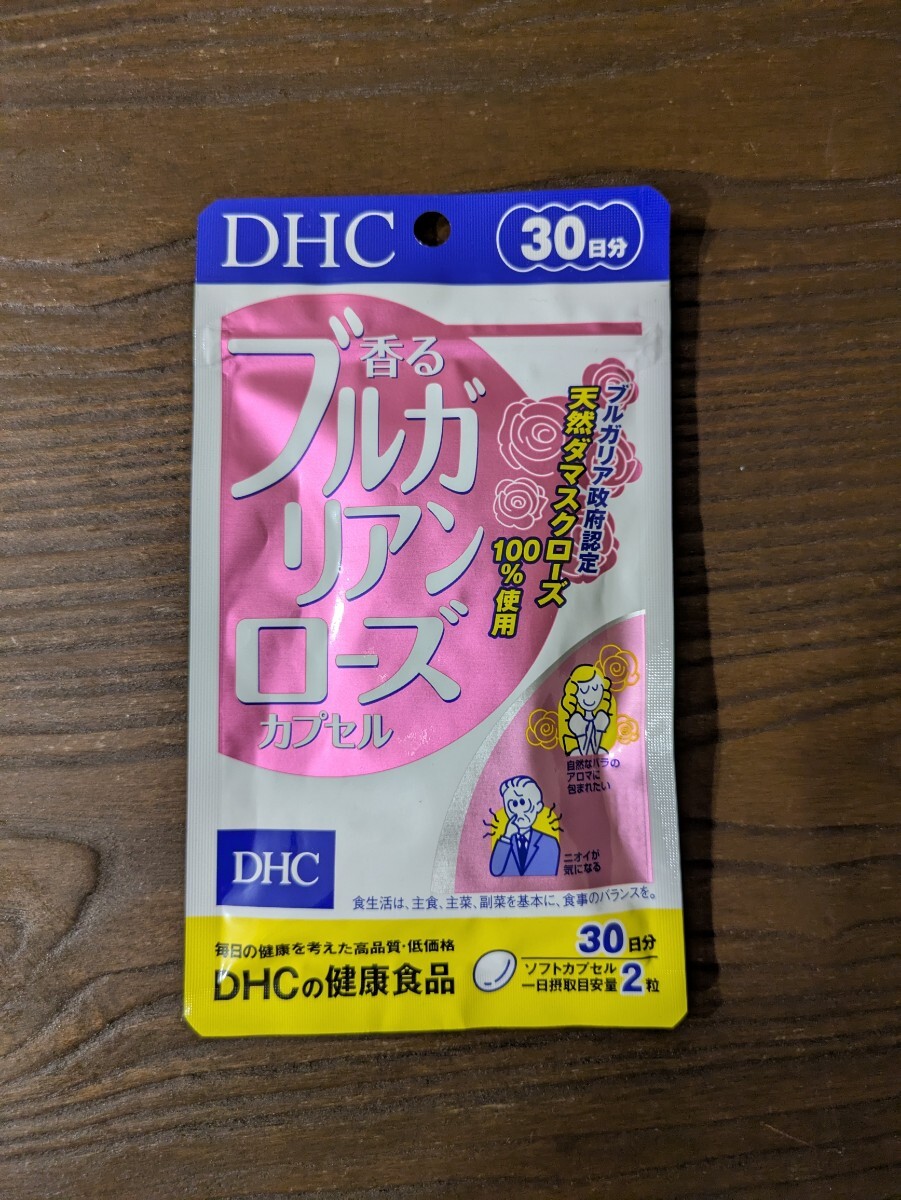 DHC
30日分
香る
ブルガ
リアン
ローズ
カプセル
ブルガリア政府認定
天然ダマスクローズ
100%使用
自然なバラの
アロマに
包まれたい
ニオイが
気になる
DHC
食生活は、主食、主菜、副菜を基本に、食事のバランスを。
毎日の健康を考えた高品質・低価格
DHCの健康食品
30日分
ソフトカプセル
一日摂取目安量2粒